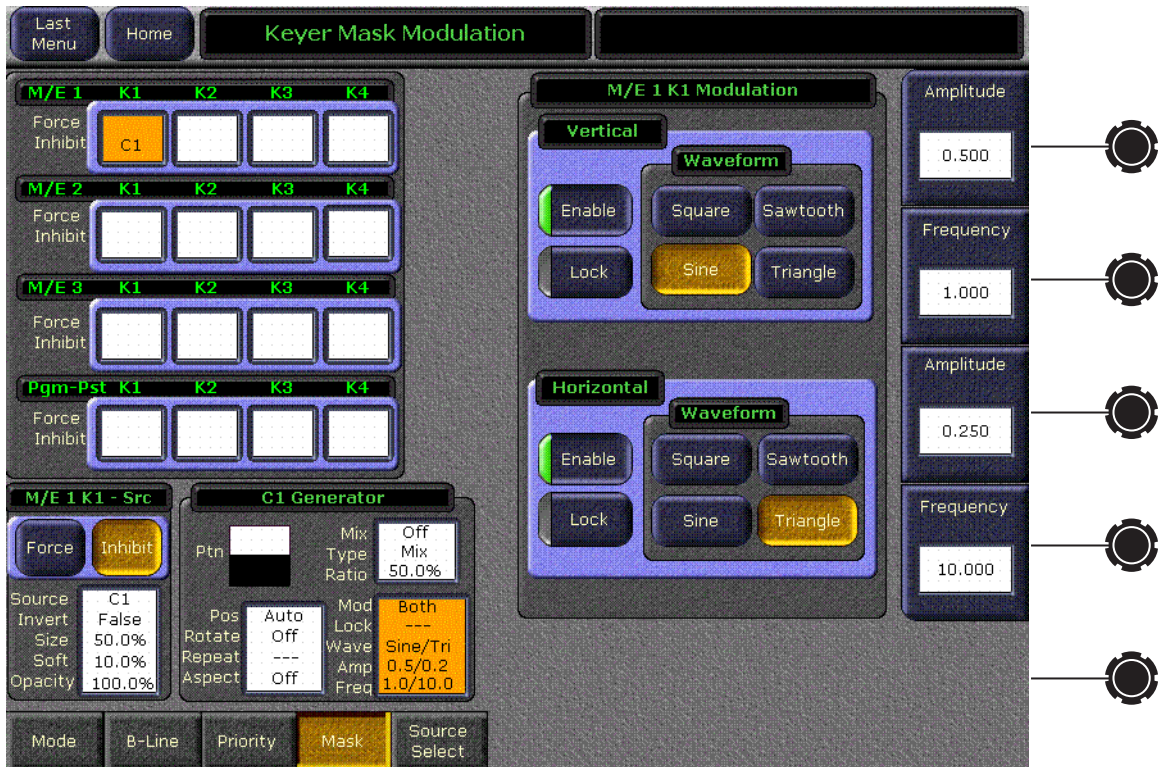 Last Menu
Home
Keyer Mask Modulation
M/E 1 K1 K2 K3 K4
Force Inhibit
C1
M/E 2 K1 K2 K3 K4
Force Inhibit
M/E 3 K1 K2 K3 K4
Force Inhibit
Pgm-Pst K1 K2 K3 K4
Force Inhibit
M/E 1 K1 Modulation
Vertical
Waveform
Enable
Square
Sawtooth
Lock
Sine
Triangle
Horizontal
Waveform
Enable
Square
Sawtooth
Lock
Sine
Triangle
Amplitude
0.500
Frequency
1.000
Amplitude
0.250
Frequency
10.000
M/E 1 K1 - Src
Force
Inhibit
Source C1
Invert False
Size 50.0%
Soft 10.0%
Opacity 100.0%
C1 Generator
Ptn
Mix Off
Type Mix
Ratio 50.0%
Pos Auto
Rotate Off
Repeat ---
Aspect Off
Mod Both
Lock ---
Wave Sine/Tri
Amp 0.5/0.2
Freq 1.0/10.0
Mode
B-Line
Priority
Mask
Source Select